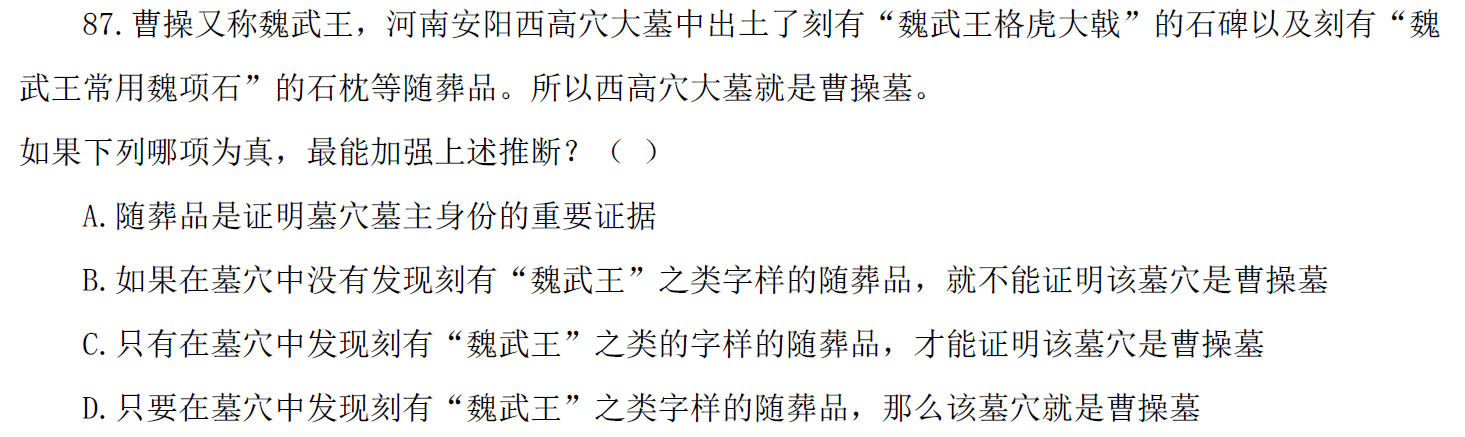 87.曹操又称魏武王，河南安阳西高穴大墓中出土了刻有“魏武王格虎大戟”的石碑以及刻有“魏
武王常用魏项石”的石枕等随葬品。所以西高穴大墓就是曹操墓。
如果下列哪项为真，最能加强上述推断？（ ）
A.随葬品是证明墓穴墓主身份的重要证据
B.如果在墓穴中没有发现刻有“魏武王”之类字样的随葬品，就不能证明该墓穴是曹操墓
C.只有在墓穴中发现刻有“魏武王”之类的字样的随葬品，才能证明该墓穴是曹操墓
D.只要在墓穴中发现刻有“魏武王”之类字样的随葬品，那么该墓穴就是曹操墓